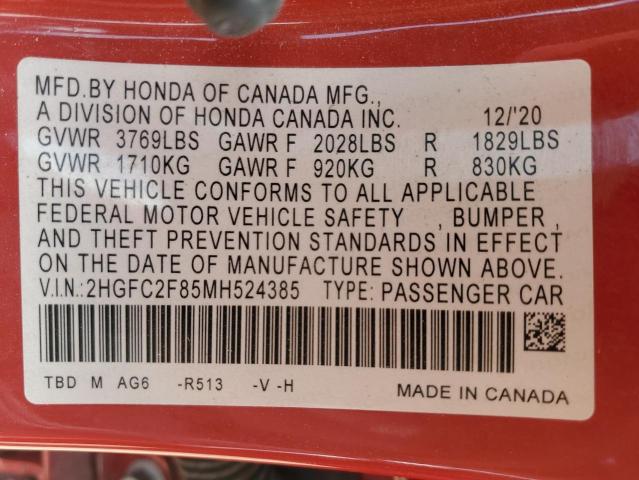 MFD.BY HONDA OF CANADA MFG.,
A DIVISION OF HONDA CANADA INC. 12/'20
GVWR 3769LBS GAWR F 2028LBS R 1829LBS
GVWR 1710KG GAWR F 920KG R 830KG
THIS VEHICLE CONFORMS TO ALL APPLICABLE
FEDERAL MOTOR VEHICLE SAFETY , BUMPER ,
AND THEFT PREVENTION STANDARDS IN EFFECT
ON THE DATE OF MANUFACTURE SHOWN ABOVE.
V.I.N.:2HGFC2F85MH524385 TYPE: PASSENGER CAR
TBD M AG6 -R513 -V -H MADE IN CANADA